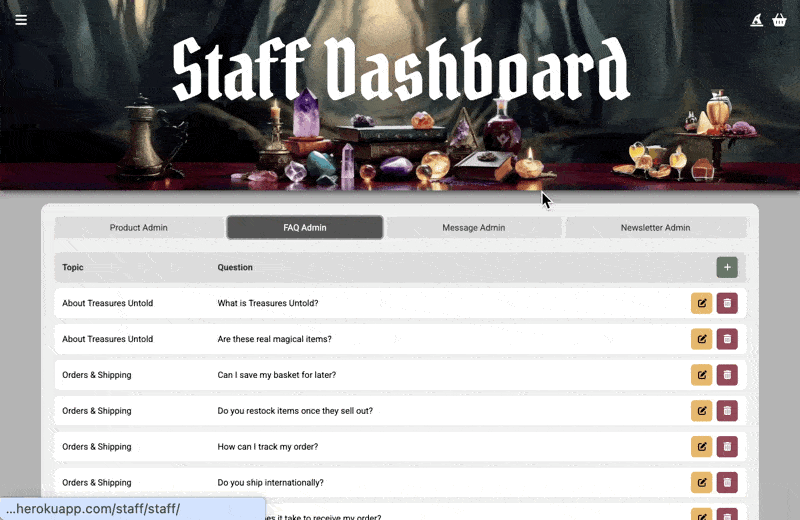 Staff Dashboard
Product Admin FAQ Admin Message Admin Newsletter Admin
Topic Question +
About Treasures Untold What is Treasures Untold?
About Treasures Untold Are these real magical items?
Orders & Shipping Can I save my basket for later?
Orders & Shipping Do you restock items once they sell out?
Orders & Shipping How can I track my order?
Orders & Shipping Do you ship internationally?
it take to receive my order?
...herokuapp.com/staff/staff/